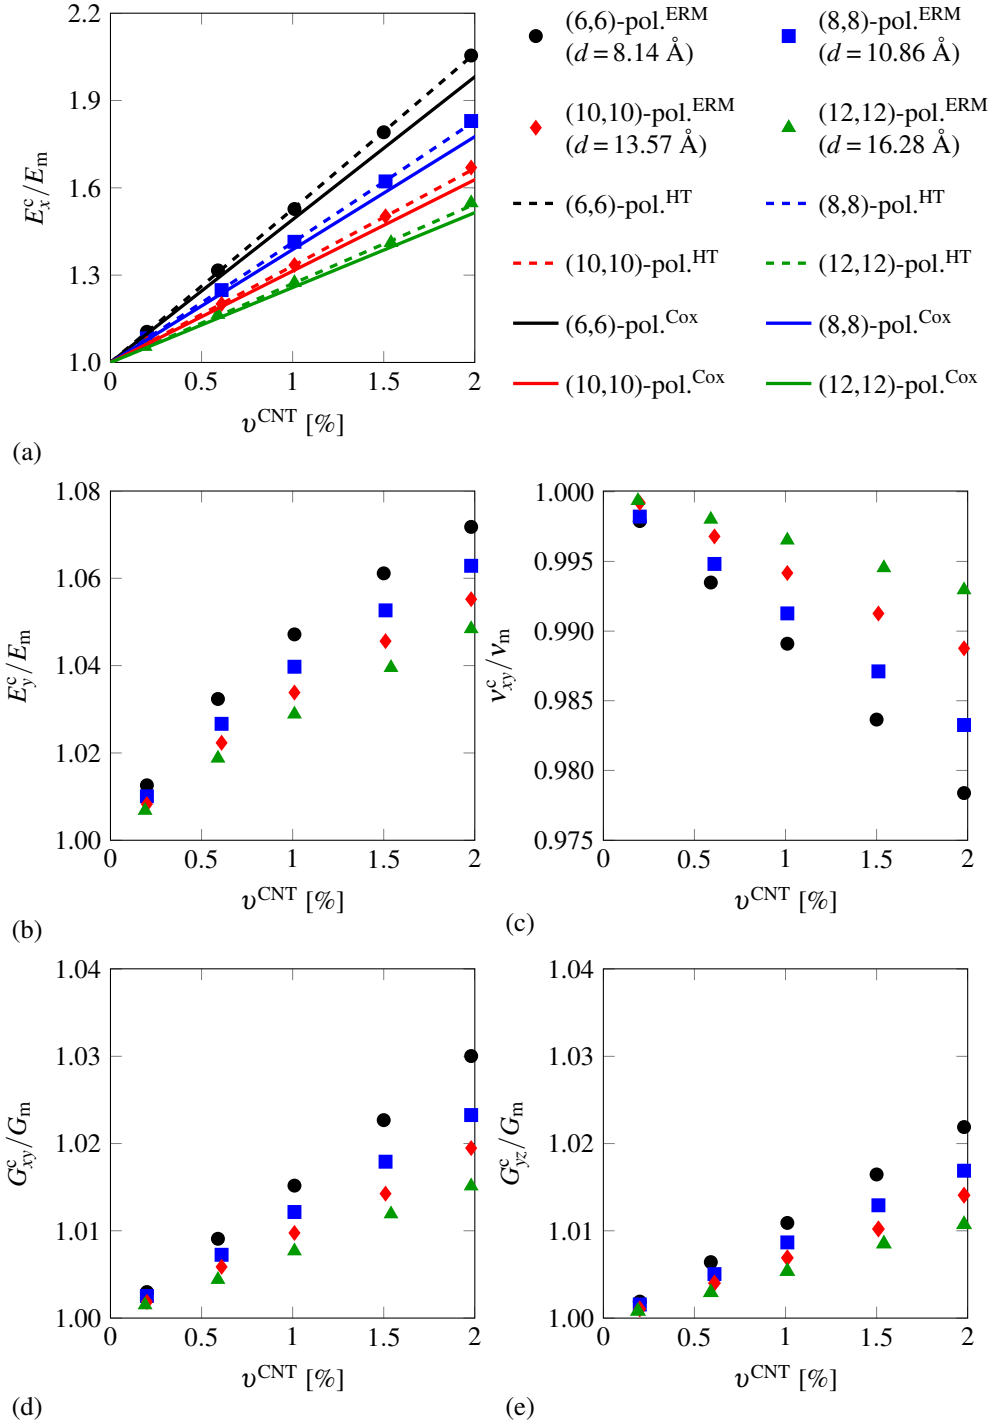 2.2
1.9
1.6
1.3
1.0
E_x^c/E_m
0 0.5 1 1.5 2
υ^CNT [%]
(a)
(6,6)-pol.^ERM
(d = 8.14 Å)
(8,8)-pol.^ERM
(d = 10.86 Å)
(10,10)-pol.^ERM
(d = 13.57 Å)
(12,12)-pol.^ERM
(d = 16.28 Å)
(6,6)-pol.^HT
(8,8)-pol.^HT
(10,10)-pol.^HT
(12,12)-pol.^HT
(6,6)-pol.^Cox
(8,8)-pol.^Cox
(10,10)-pol.^Cox
(12,12)-pol.^Cox
1.08
1.06
1.04
1.02
1.00
E_y^c/E_m
0 0.5 1 1.5 2
υ^CNT [%]
(b)
1.000
0.995
0.990
0.985
0.980
0.975
ν_xy^c/ν_m
0 0.5 1 1.5 2
υ^CNT [%]
(c)
1.04
1.03
1.02
1.01
1.00
G_xy^c/G_m
0 0.5 1 1.5 2
υ^CNT [%]
(d)
1.04
1.03
1.02
1.01
1.00
G_yz^c/G_m
0 0.5 1 1.5 2
υ^CNT [%]
(e)